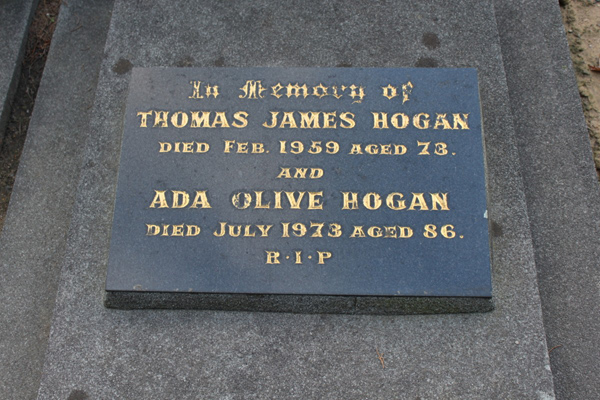 In Memory of
THOMAS JAMES HOGAN
DIED FEB. 1959 AGED 73.
AND
ADA OLIVE HOGAN
DIED JULY 1973 AGED 86.
R·I·P